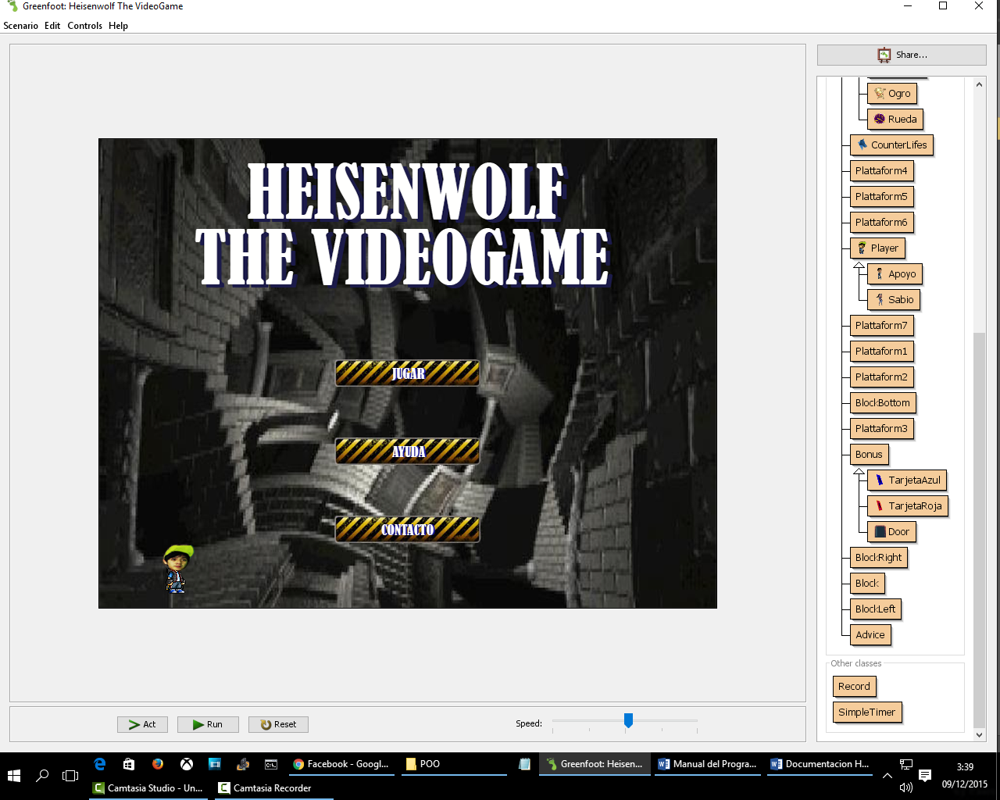 Greenfoot: Heisenwolf The VideoGame
Scenario Edit Controls Help
Share...
Ogro
Rueda
CounterLifes
Plattaform4
Plattaform5
Plattaform6
Player
Apoyo
Sabio
Plattaform7
Plattaform1
Plattaform2
BlockBottom
Plattaform3
Bonus
TarjetaAzul
TarjetaRoja
Door
BlockRight
Block
BlockLeft
Advice
Other classes
Record
SimpleTimer
HEISENWOLF
THE VIDEOGAME
JUGAR
AYUDA
CONTACTO
Act Run Reset Speed:
Facebook - Googl... POO Greenfoot: Heisen... Manual del Progra... Documentacion H...
Camtasia Studio - Un... Camtasia Recorder
3:39
09/12/2015